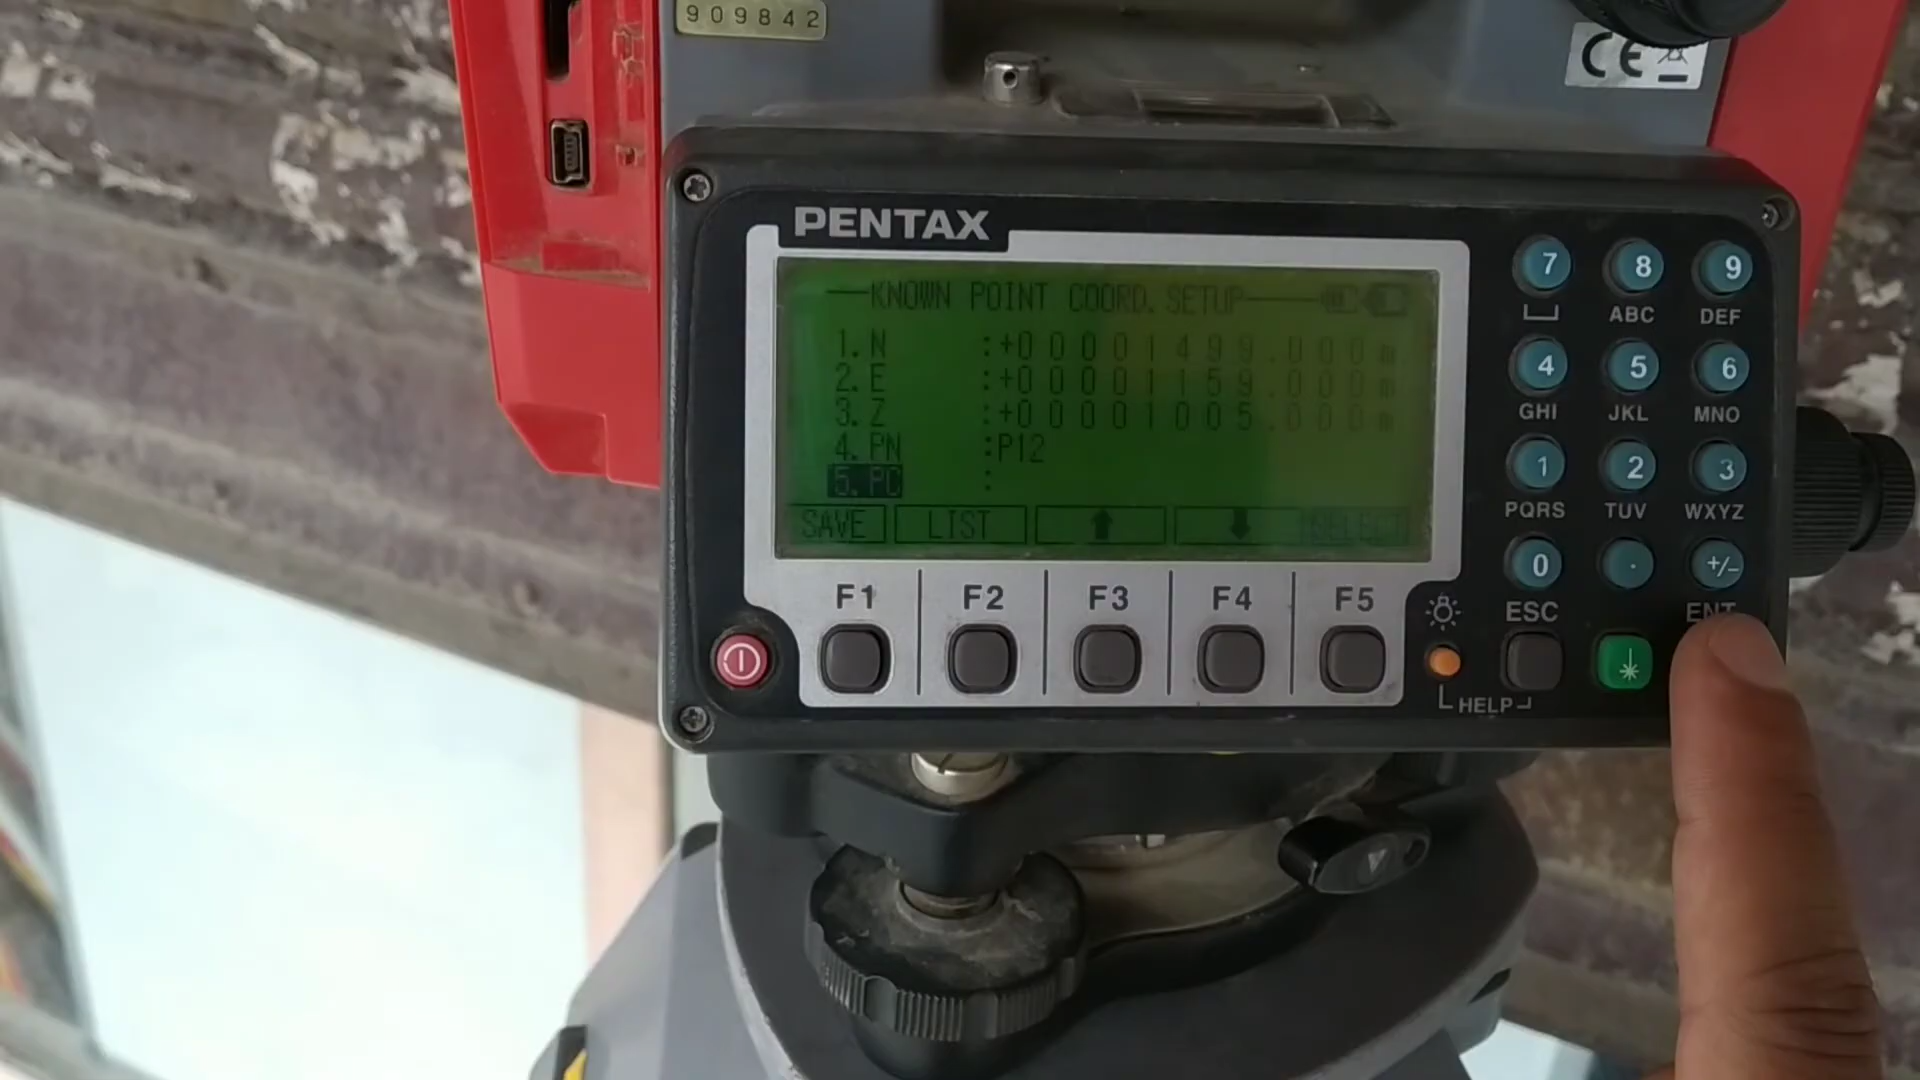 909842
CE
PENTAX
KNOWN POINT COORD. SETUP
1. N :+00001499.000m
2. E :+00001159.000m
3. Z :+00001005.000m
4. PN :P12
5. PC :
SAVE LIST ⬆ ⬇ SELECT
F1 F2 F3 F4 F5
7 8 9
ABC DEF
4 5 6
GHI JKL MNO
1 2 3
PQRS TUV WXYZ
0 . +/-
ESC ENT
HELP